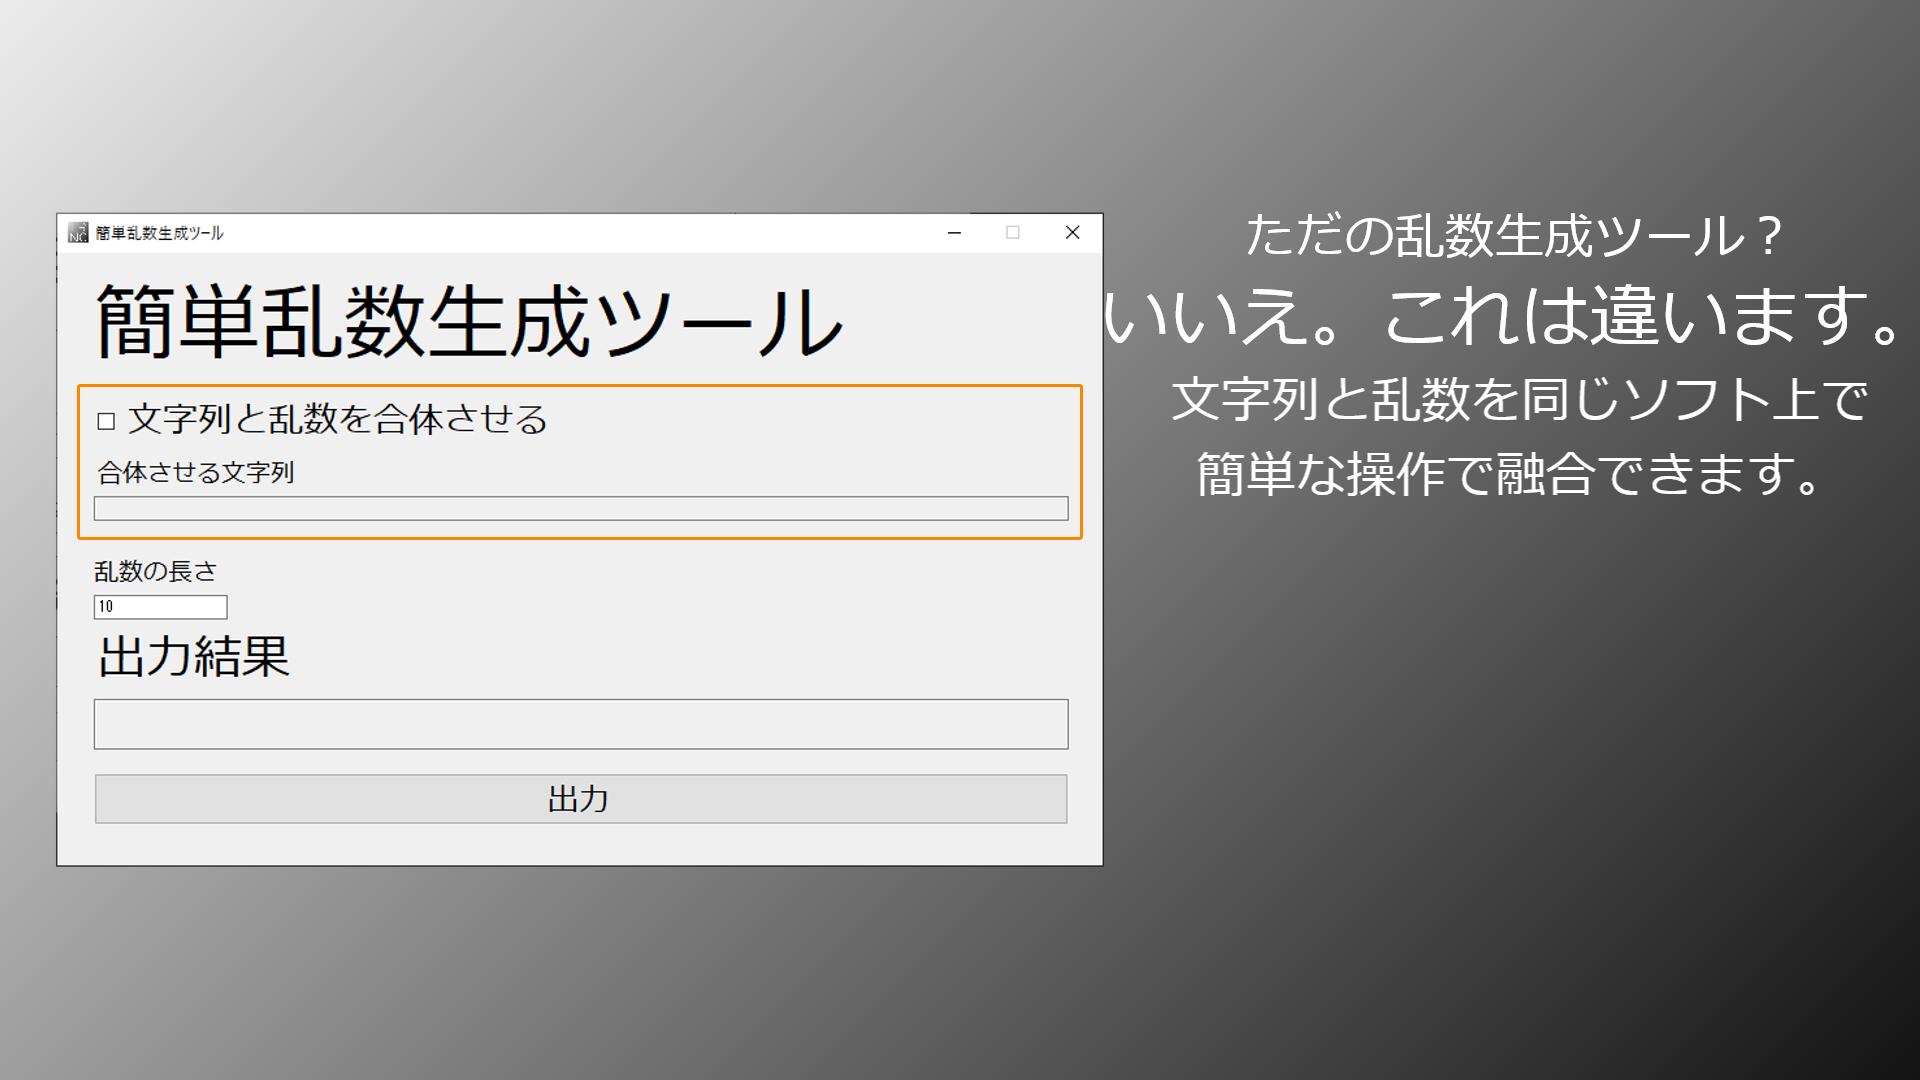 簡単乱数生成ツール
簡単乱数生成ツール
文字列と乱数を合体させる
合体させる文字列
乱数の長さ
10
出力結果
出力
ただの乱数生成ツール？
いいえ。これは違います。
文字列と乱数を同じソフト上で
簡単な操作で融合できます。